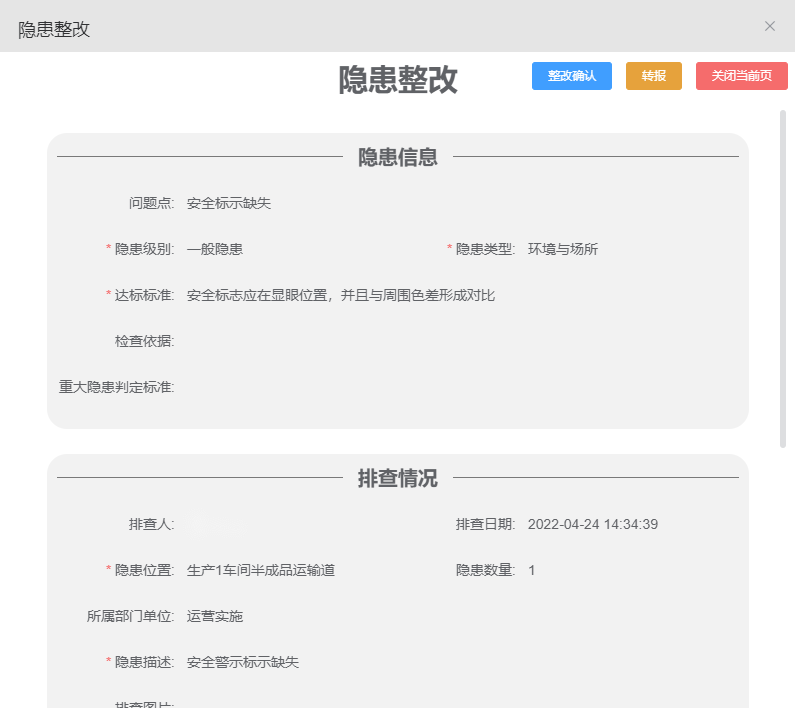 隐患整改
隐患整改 整改确认 转报 关闭当前页
隐患信息
问题点: 安全标示缺失
* 隐患级别: 一般隐患 * 隐患类型: 环境与场所
* 达标标准: 安全标志应在显眼位置，并且与周围色差形成对比
检查依据:
重大隐患判定标准:
排查情况
排查人: 排查日期: 2022-04-24 14:34:39
* 隐患位置: 生产1车间半成品运输道 隐患数量: 1
所属部门单位: 运营实施
* 隐患描述: 安全警示标示缺失
排查图片: